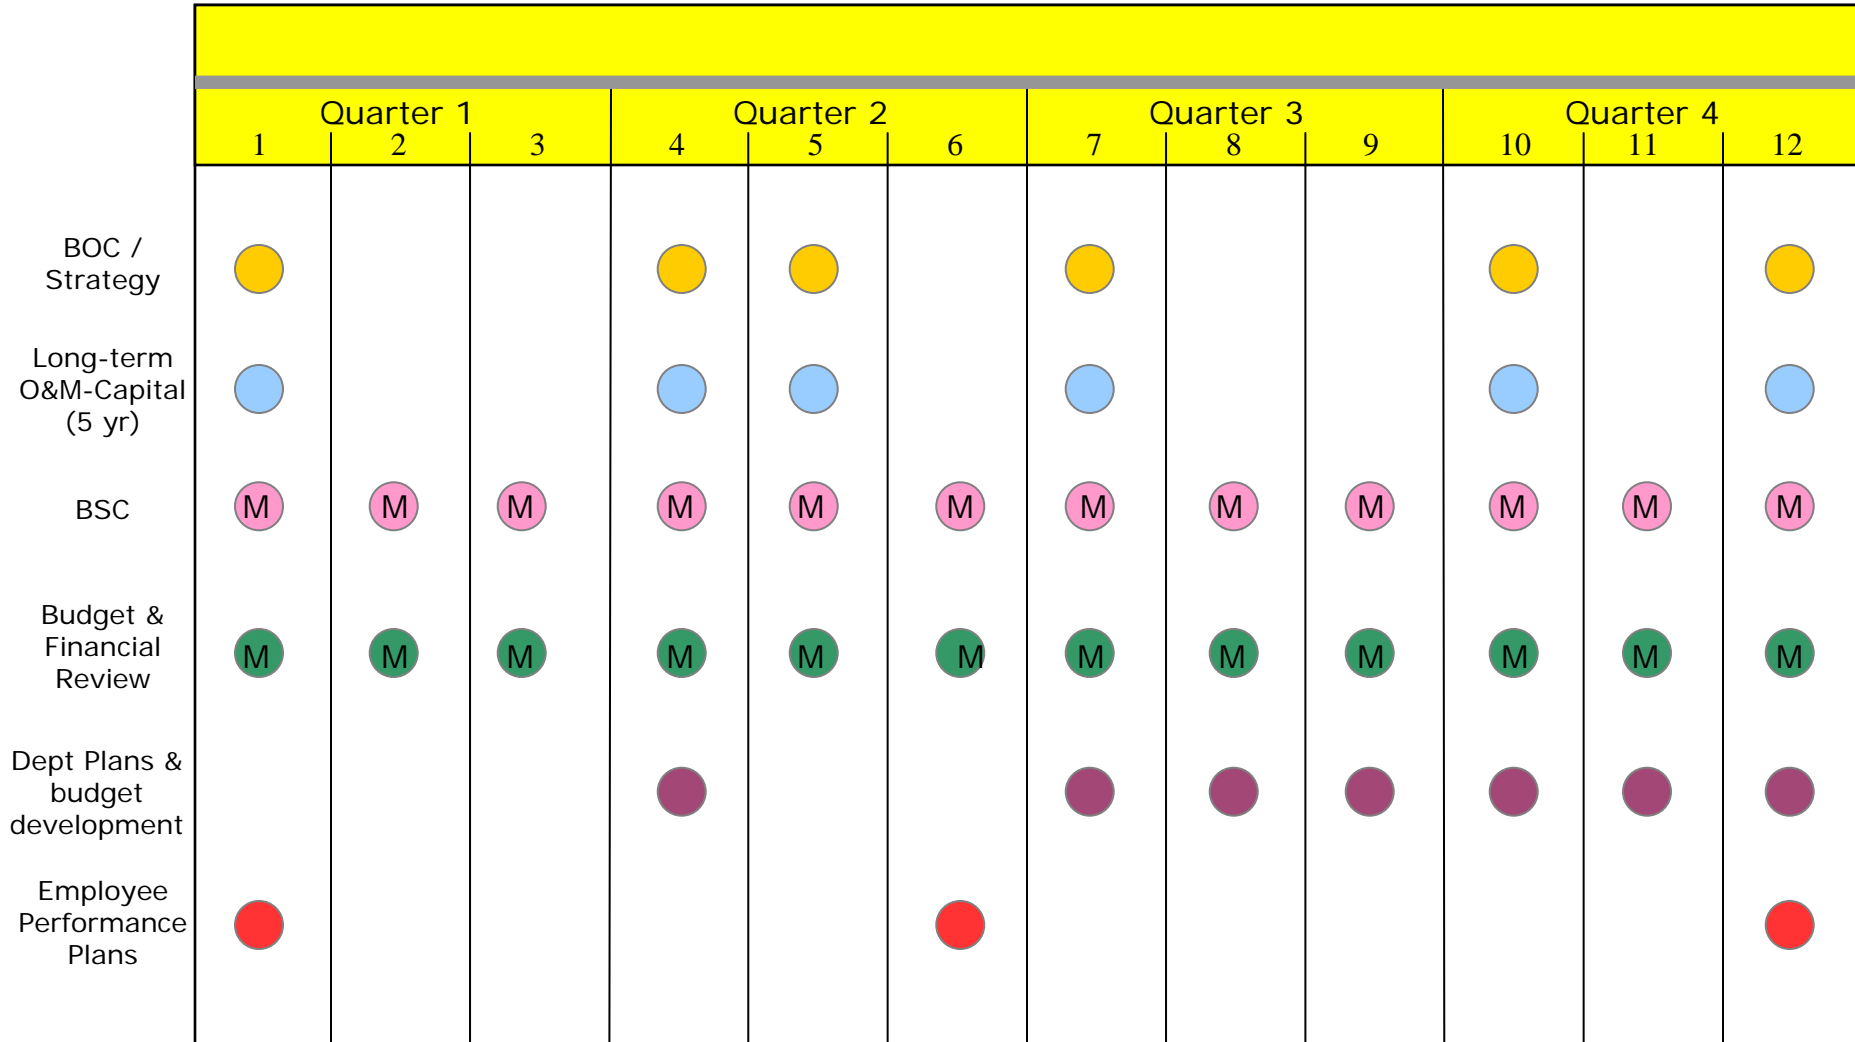 Quarter 1 Quarter 2 Quarter 3 Quarter 4
1 2 3 4 5 6 7 8 9 10 11 12
BOC /
Strategy
Long-term
O&M-Capital
(5 yr)
BSC
M M M M M M M M M M M M
Budget &
Financial
Review
M M M M M M M M M M M M
Dept Plans &
budget
development
Employee
Performance
Plans